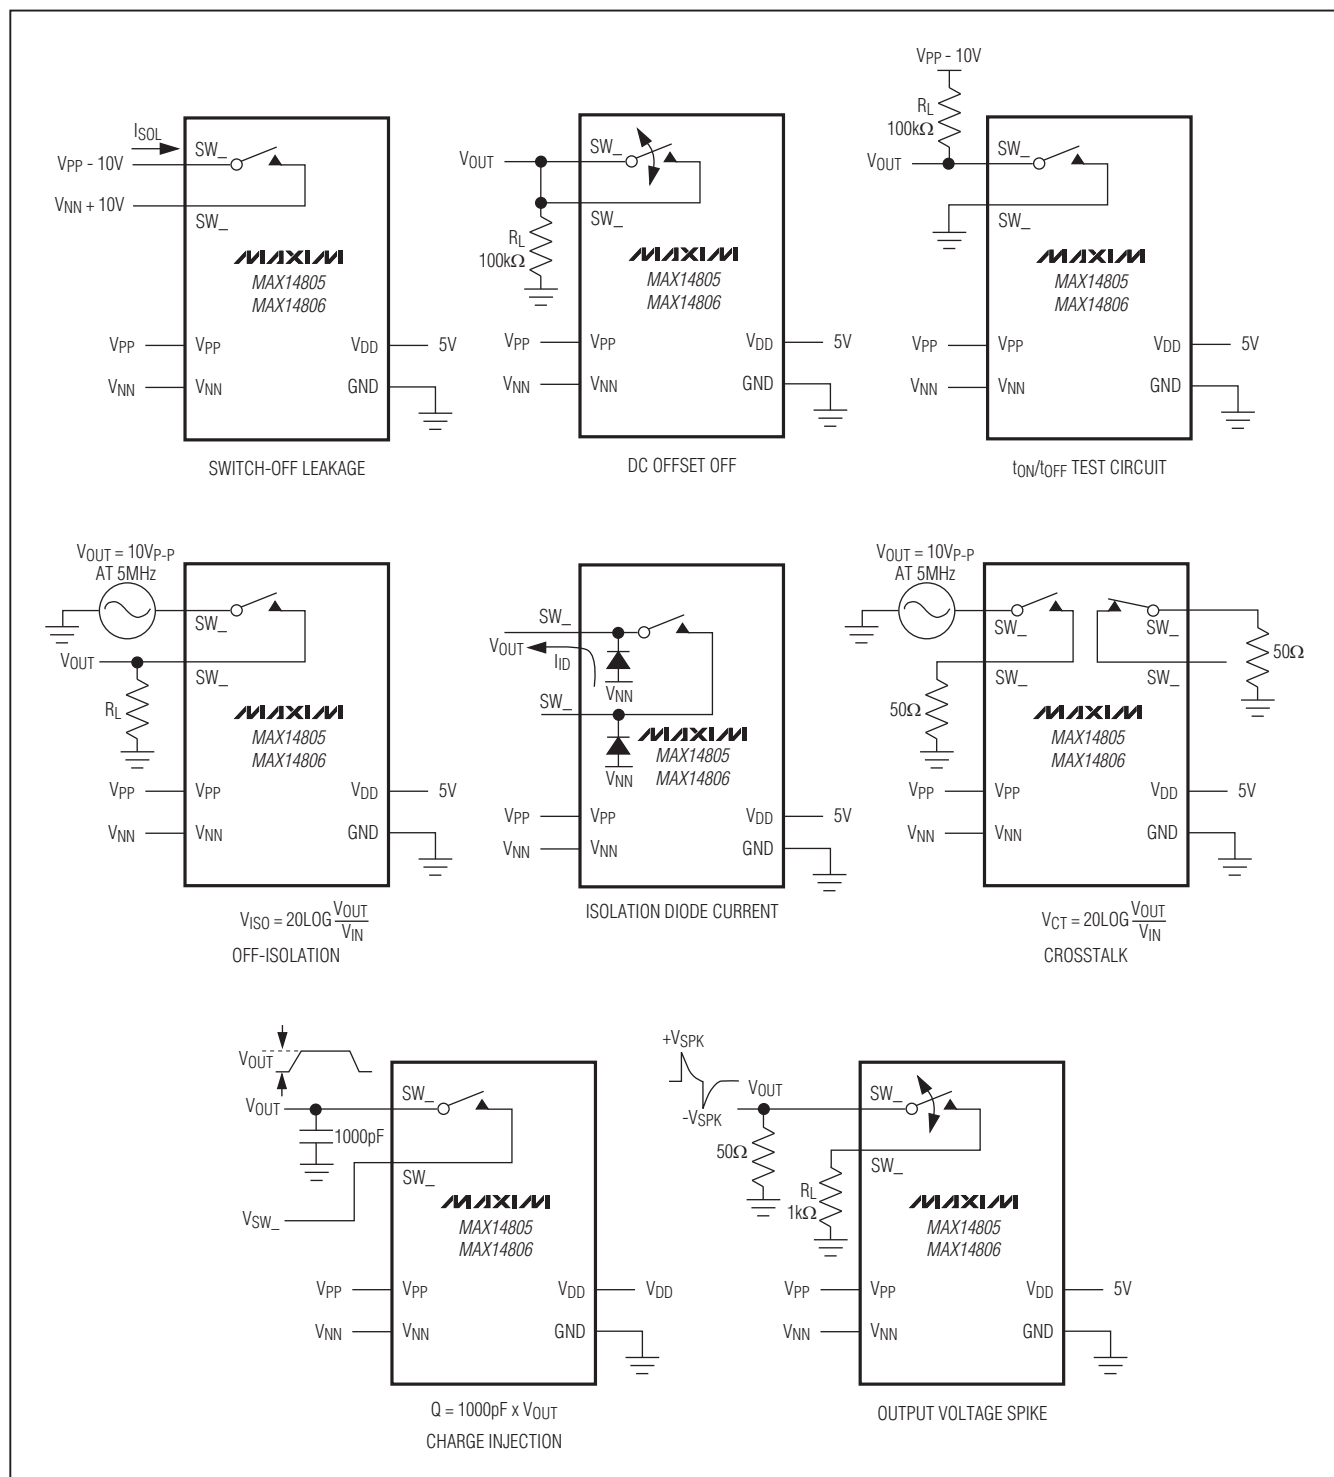 ISOL
VPP - 10V
SW_
VNN + 10V
SW_
MAXIM
MAX14805
MAX14806
VPP
VPP
VDD
5V
VNN
VNN
GND
SWITCH-OFF LEAKAGE
VOUT
SW_
SW_
RL
100kΩ
MAXIM
MAX14805
MAX14806
VPP
VPP
VDD
5V
VNN
VNN
GND
DC OFFSET OFF
VPP - 10V
RL
100kΩ
VOUT
SW_
SW_
MAXIM
MAX14805
MAX14806
VPP
VPP
VDD
5V
VNN
VNN
GND
tON/tOFF TEST CIRCUIT
VOUT = 10VP-P
AT 5MHz
SW_
VOUT
SW_
RL
MAXIM
MAX14805
MAX14806
VPP
VPP
VDD
5V
VNN
VNN
GND
VISO = 20LOG VOUT
VIN
OFF-ISOLATION
SW_
VOUT
IID
VNN
SW_
MAXIM
MAX14805
VNN
MAX14806
VPP
VPP
VDD
5V
VNN
VNN
GND
ISOLATION DIODE CURRENT
VOUT = 10VP-P
AT 5MHz
SW_
SW_
50Ω
SW_
SW_
50Ω
MAXIM
MAX14805
MAX14806
VPP
VPP
VDD
5V
VNN
VNN
GND
VCT = 20LOG VOUT
VIN
CROSSTALK
VOUT
SW_
VOUT
1000pF
SW_
VSW_
MAXIM
MAX14805
MAX14806
VPP
VPP
VDD
VDD
VNN
VNN
GND
Q = 1000pF x VOUT
CHARGE INJECTION
+VSPK
VOUT
SW_
-VSPK
50Ω
SW_
RL
1kΩ
MAXIM
MAX14805
MAX14806
VPP
VPP
VDD
5V
VNN
VNN
GND
OUTPUT VOLTAGE SPIKE